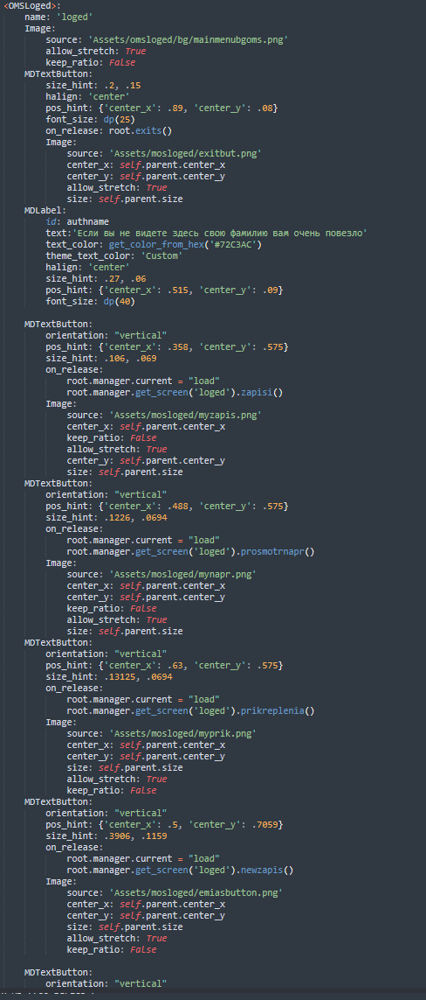 <OMSLoged>:
    name: 'loged'
    Image:
        source: 'Assets/omsloged/bg/mainmenubgoms.png'
        allow_stretch: True
        keep_ratio: False
    MDTextButton:
        size_hint: .2, .15
        halign: 'center'
        pos_hint: {'center_x': .89, 'center_y': .08}
        font_size: dp(25)
        on_release: root.exits()
        Image:
            source: 'Assets/mosloged/exitbut.png'
            center_x: self.parent.center_x
            center_y: self.parent.center_y
            allow_stretch: True
            size: self.parent.size
    MDLabel:
        id: authname
        text:'Если вы не видете здесь свою фамилию вам очень повезло'
        text_color: get_color_from_hex('#72C3AC')
        theme_text_color: 'Custom'
        halign: 'center'
        size_hint: .27, .06
        pos_hint: {'center_x': .515, 'center_y': .09}
        font_size: dp(40)

    MDTextButton:
        orientation: "vertical"
        pos_hint: {'center_x': .358, 'center_y': .575}
        size_hint: .106, .069
        on_release:
            root.manager.current = "load"
            root.manager.get_screen('loged').zapisi()
        Image:
            source: 'Assets/mosloged/myzapis.png'
            center_x: self.parent.center_x
            keep_ratio: False
            allow_stretch: True
            center_y: self.parent.center_y
            size: self.parent.size
    MDTextButton:
        orientation: "vertical"
        pos_hint: {'center_x': .488, 'center_y': .575}
        size_hint: .1226, .0694
        on_release:
            root.manager.current = "load"
            root.manager.get_screen('loged').prosmotrnapr()
        Image:
            source: 'Assets/mosloged/mynapr.png'
            center_x: self.parent.center_x
            center_y: self.parent.center_y
            keep_ratio: False
            allow_stretch: True
            size: self.parent.size
    MDTextButton:
        orientation: "vertical"
        pos_hint: {'center_x': .63, 'center_y': .575}
        size_hint: .13125, .0694
        on_release:
            root.manager.current = "load"
            root.manager.get_screen('loged').prikreplenia()
        Image:
            source: 'Assets/mosloged/myprik.png'
            center_x: self.parent.center_x
            center_y: self.parent.center_y
            size: self.parent.size
            allow_stretch: True
            keep_ratio: False
    MDTextButton:
        orientation: "vertical"
        pos_hint: {'center_x': .5, 'center_y': .7059}
        size_hint: .3906, .1159
        on_release:
            root.manager.current = "load"
            root.manager.get_screen('loged').newzapis()
        Image:
            source: 'Assets/mosloged/emiasbutton.png'
            center_x: self.parent.center_x
            center_y: self.parent.center_y
            size: self.parent.size
            allow_stretch: True
            keep_ratio: False

    MDTextButton:
        orientation: "vertical"